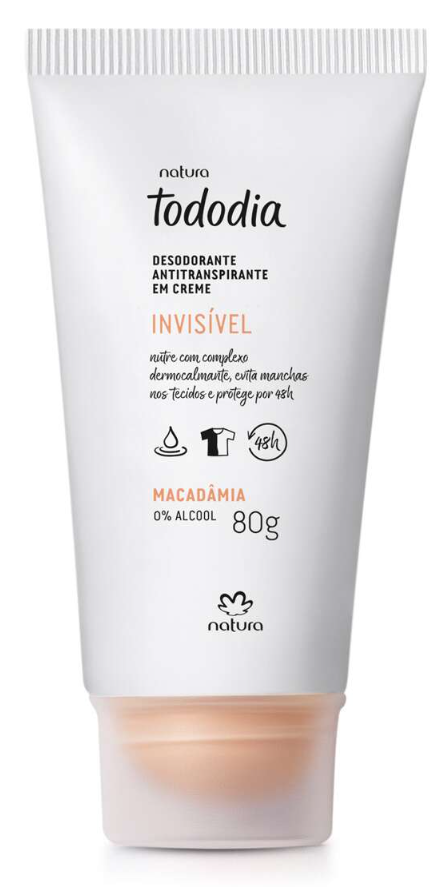 natura
Tododia
DESODORANTE
ANTITRANSPIRANTE
EM CREME
INVISÍVEL
nutre com complexo
dermocalmante, evita manchas
nos tecidos e protege por 48h
48h
MACADÂMIA
0% ALCOOL 80g
natura